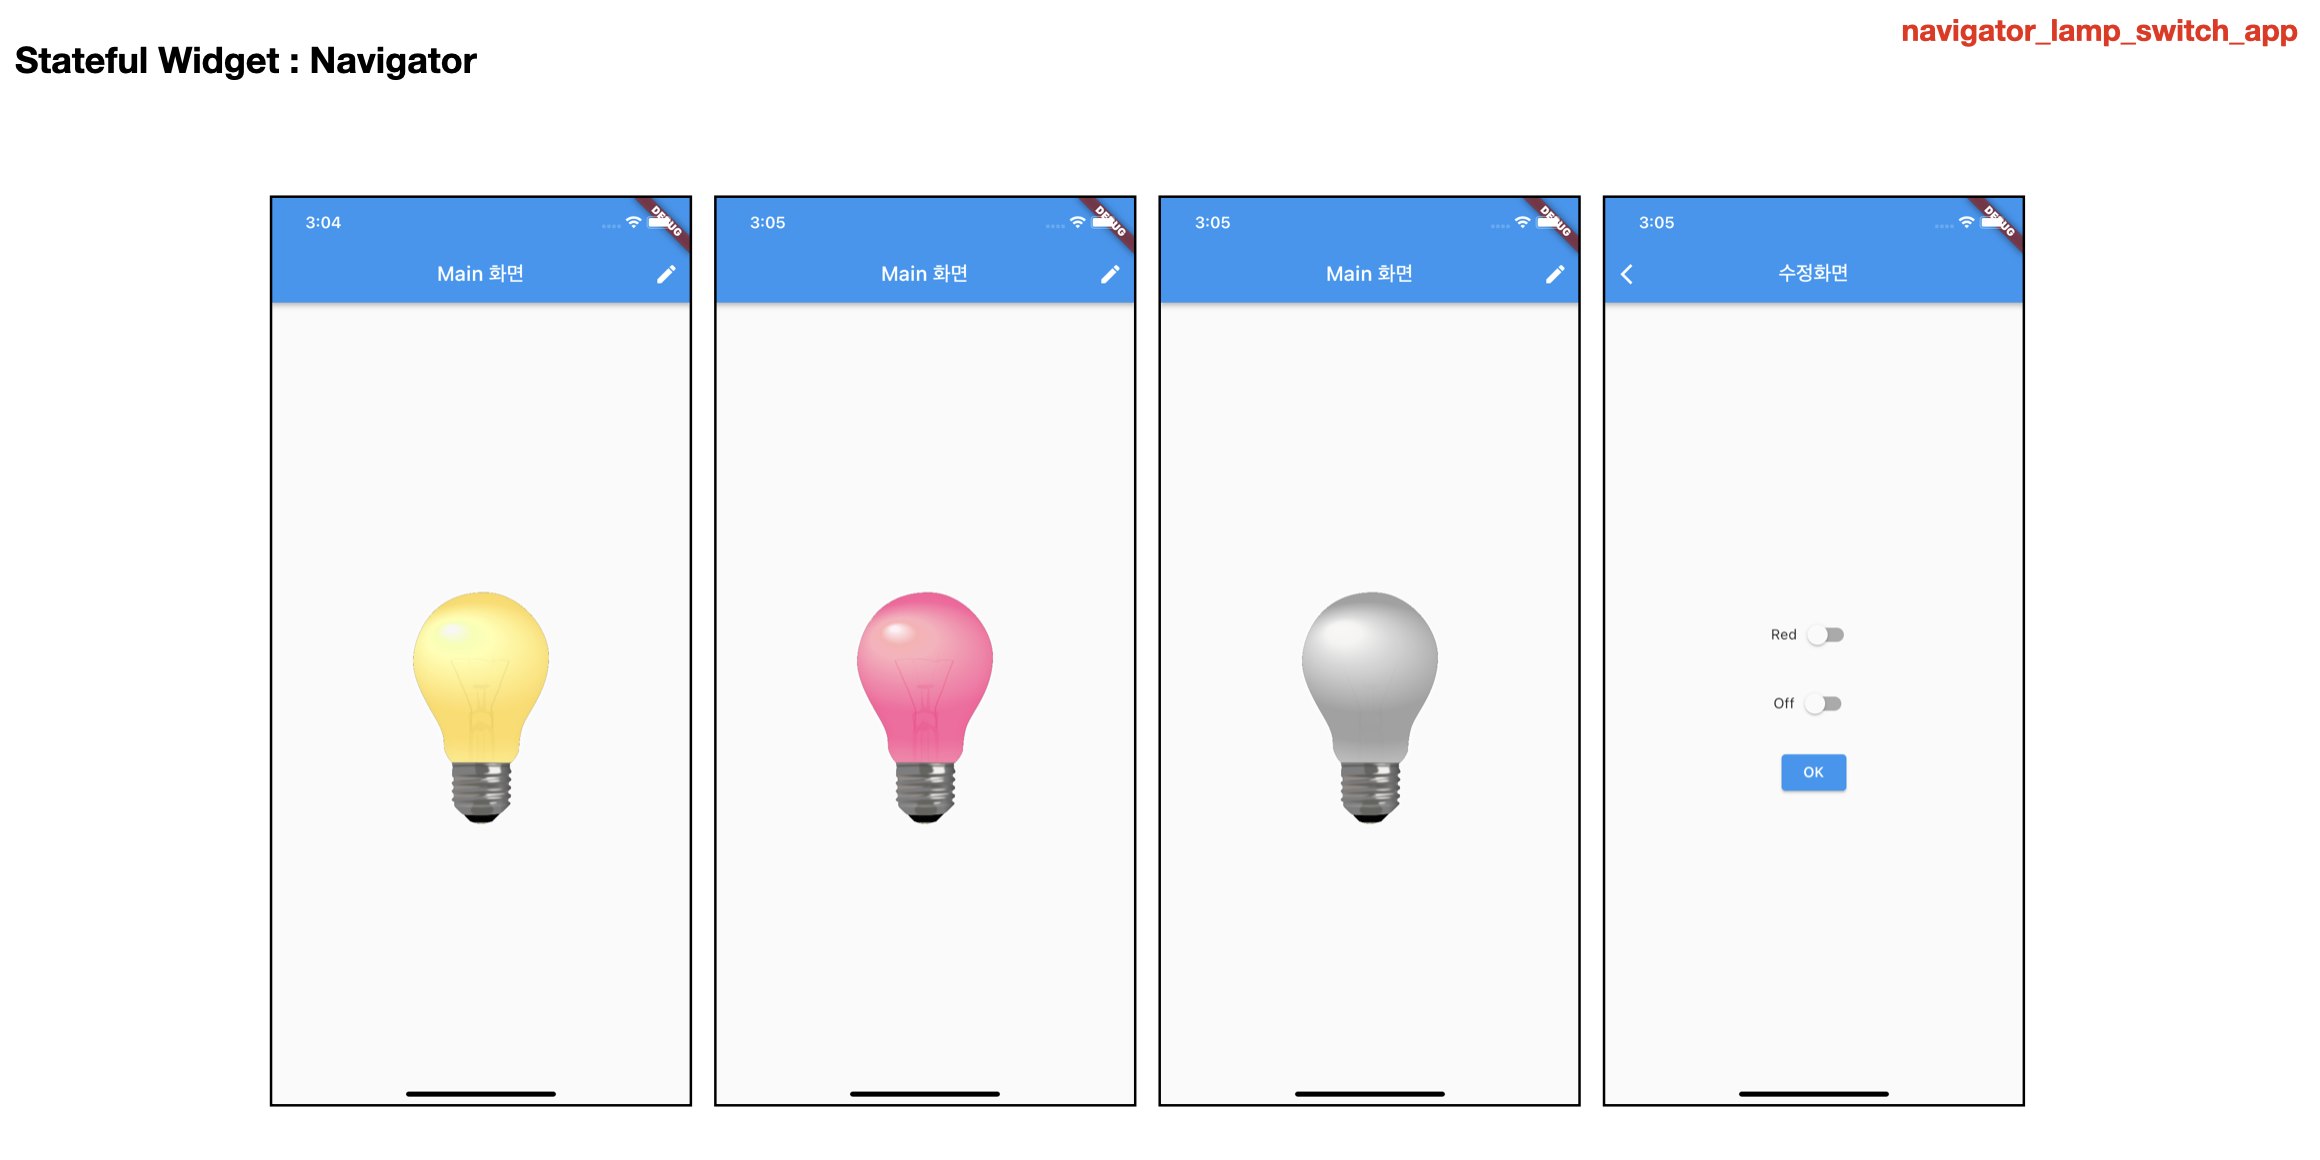 navigator_lamp_switch_app
Stateful Widget : Navigator
3:04
DEBUG
Main 화면
3:05
DEBUG
Main 화면
3:05
DEBUG
Main 화면
3:05
DEBUG
수정화면
Red
Off
OK